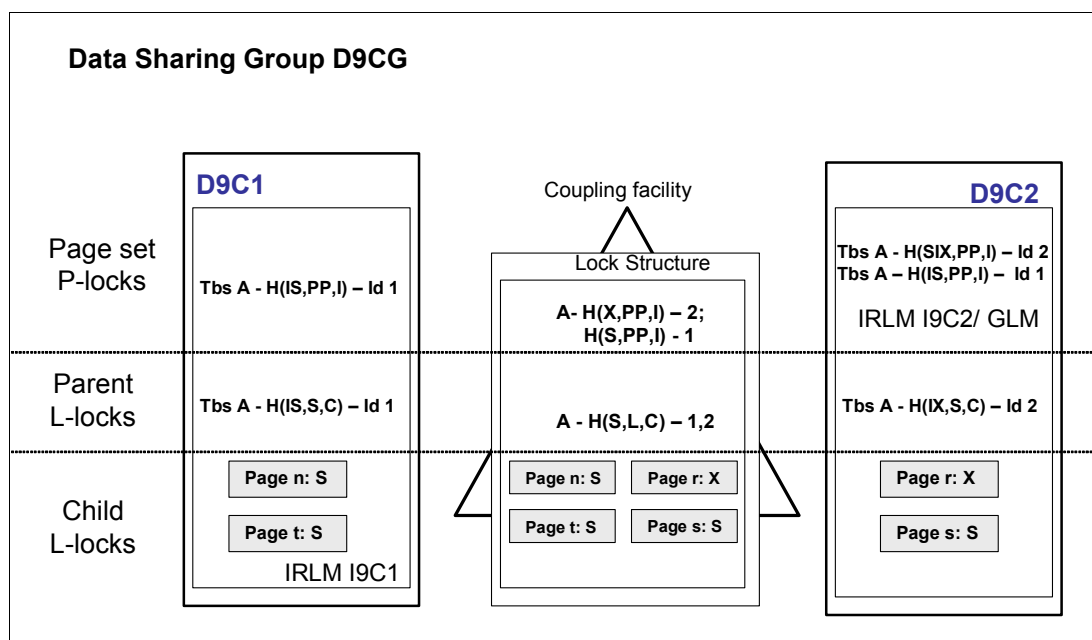 Data Sharing Group D9CG
D9C1
Coupling facility
D9C2
Page set
P-locks
Tbs A - H(IS,PP,I) – Id 1
Lock Structure
A- H(X,PP,I) – 2;
H(S,PP,I) - 1
Tbs A - H(SIX,PP,I) – Id 2
Tbs A – H(IS,PP,I) – Id 1
IRLM I9C2/ GLM
Parent
L-locks
Tbs A - H(IS,S,C) – Id 1
A - H(S,L,C) – 1,2
Tbs A - H(IX,S,C) – Id 2
Child
L-locks
Page n: S
Page t: S
IRLM I9C1
Page n: S
Page r: X
Page t: S
Page s: S
Page r: X
Page s: S